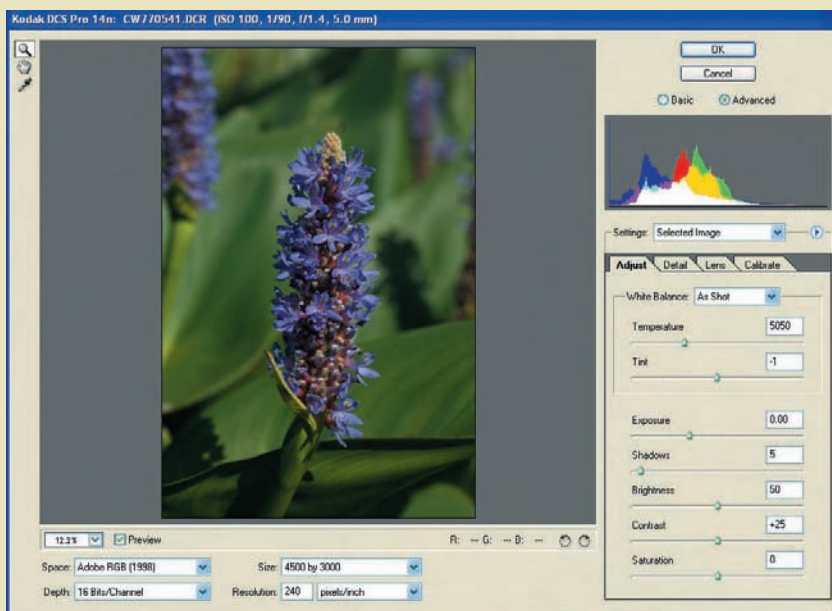 Kodak DCS Pro 14n: CW770541.DCR (ISO 100, 1/90, f/1.4, 5.0 mm)
OK
Cancel
Basic Advanced
Settings: Selected Image
Adjust Detail Lens Calibrate
White Balance: As Shot
Temperature 5050
Tint -1
Exposure 0.00
Shadows 5
Brightness 50
Contrast +25
Saturation 0
12.2% Preview R: --- G: --- B: ---
Space: Adobe RGB (1998) Size: 4500 by 3000
Depth: 16 Bits/Channel Resolution: 240 pixels/inch